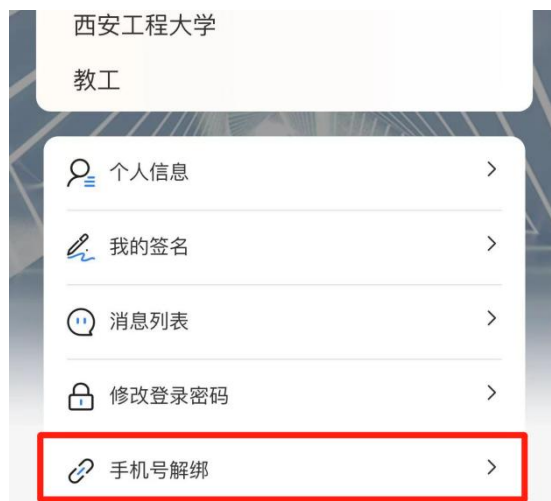 西安工程大学
教工
个人信息
我的签名
消息列表
修改登录密码
手机号解绑